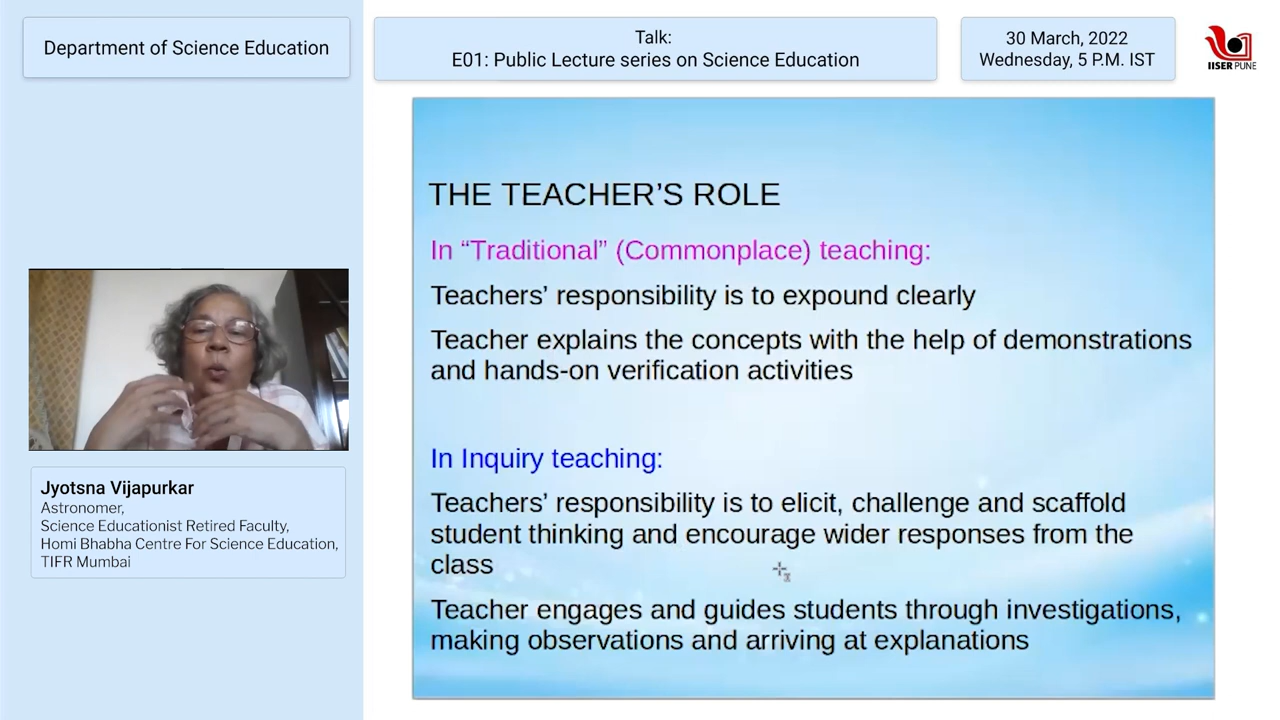 Department of Science Education
Talk:
E01: Public Lecture series on Science Education
30 March, 2022
Wednesday, 5 P.M. IST
IISER PUNE
THE TEACHER’S ROLE
In “Traditional” (Commonplace) teaching:
Teachers’ responsibility is to expound clearly
Teacher explains the concepts with the help of demonstrations
and hands-on verification activities
In Inquiry teaching:
Teachers’ responsibility is to elicit, challenge and scaffold
student thinking and encourage wider responses from the
class
Teacher engages and guides students through investigations,
making observations and arriving at explanations
Jyotsna Vijapurkar
Astronomer,
Science Educationist Retired Faculty,
Homi Bhabha Centre For Science Education,
TIFR Mumbai